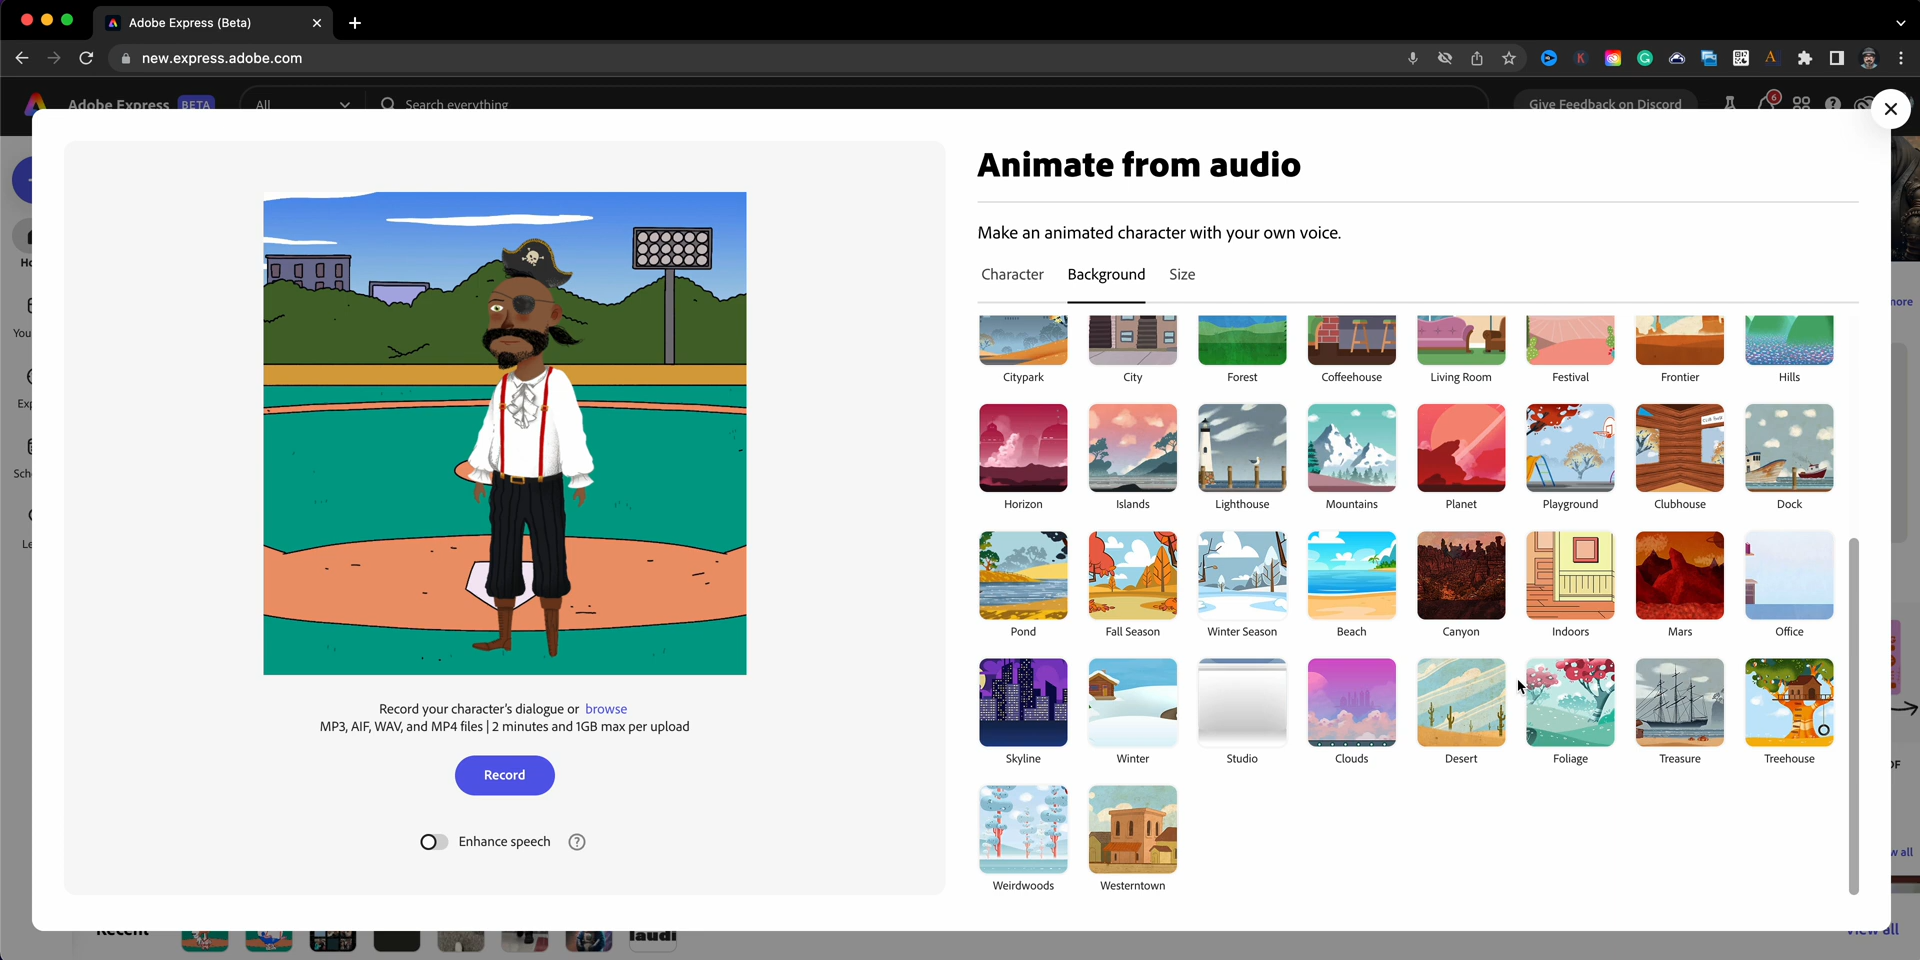 Adobe Express (Beta)
new.express.adobe.com
Adobe Express BETA
All
Search everything
Give Feedback on Discord
6
Animate from audio
Make an animated character with your own voice.
Character Background Size
Citypark City Forest Coffeehouse Living Room Festival Frontier Hills
Horizon Islands Lighthouse Mountains Planet Playground Clubhouse Dock
Pond Fall Season Winter Season Beach Canyon Indoors Mars Office
Skyline Winter Studio Clouds Desert Foliage Treasure Treehouse
Weirdwoods Westerntown
Record your character's dialogue or browse
MP3, AIF, WAV, and MP4 files | 2 minutes and 1GB max per upload
Record
Enhance speech ?
Recent
View all